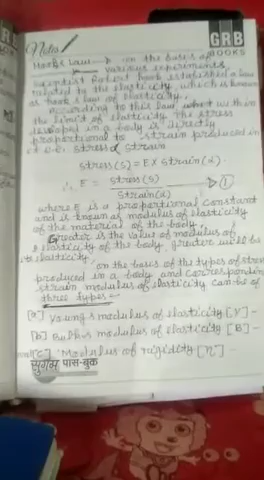 Notes
GRB
BOOKS
Hooke Law → on the basis of
various experiments,
scientist Robert hook established a law
related to the elasticity, which is known
as hook's law of elasticity.
According to this law, when within
the limit of elasticity the stress
developed in a body is directly
proportional to strain produced in
it i.e. stress α strain
stress(s) = E x strain(α).
∴ E = stress(s) / strain(α) → ①
where E is a proportional constant
and is known as modulus of elasticity
of the material of the body.
Greater is the value of modulus of
elasticity of the body, greater will be
its elasticity.
on the basis of the types of stress
produced in a body and corresponding
strain modulus of elasticity can be of
three types -
[a] Young's modulus of elasticity [Y] -
[b] Bulk's modulus of elasticity [B] -
[c] Modulus of rigidity [η] -
सुगम पास-बुक